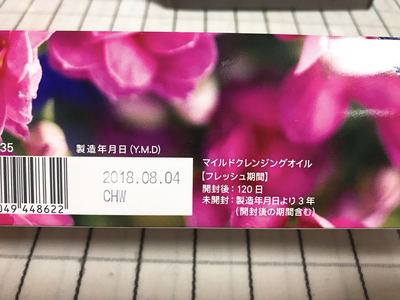 35
製造年月日(Y.M.D)
2018.08.04
CHW
049 448622
マイルドクレンジングオイル
【フレッシュ期間】
開封後:120日
未開封:製造年月日より3年
(開封後の期間含む)